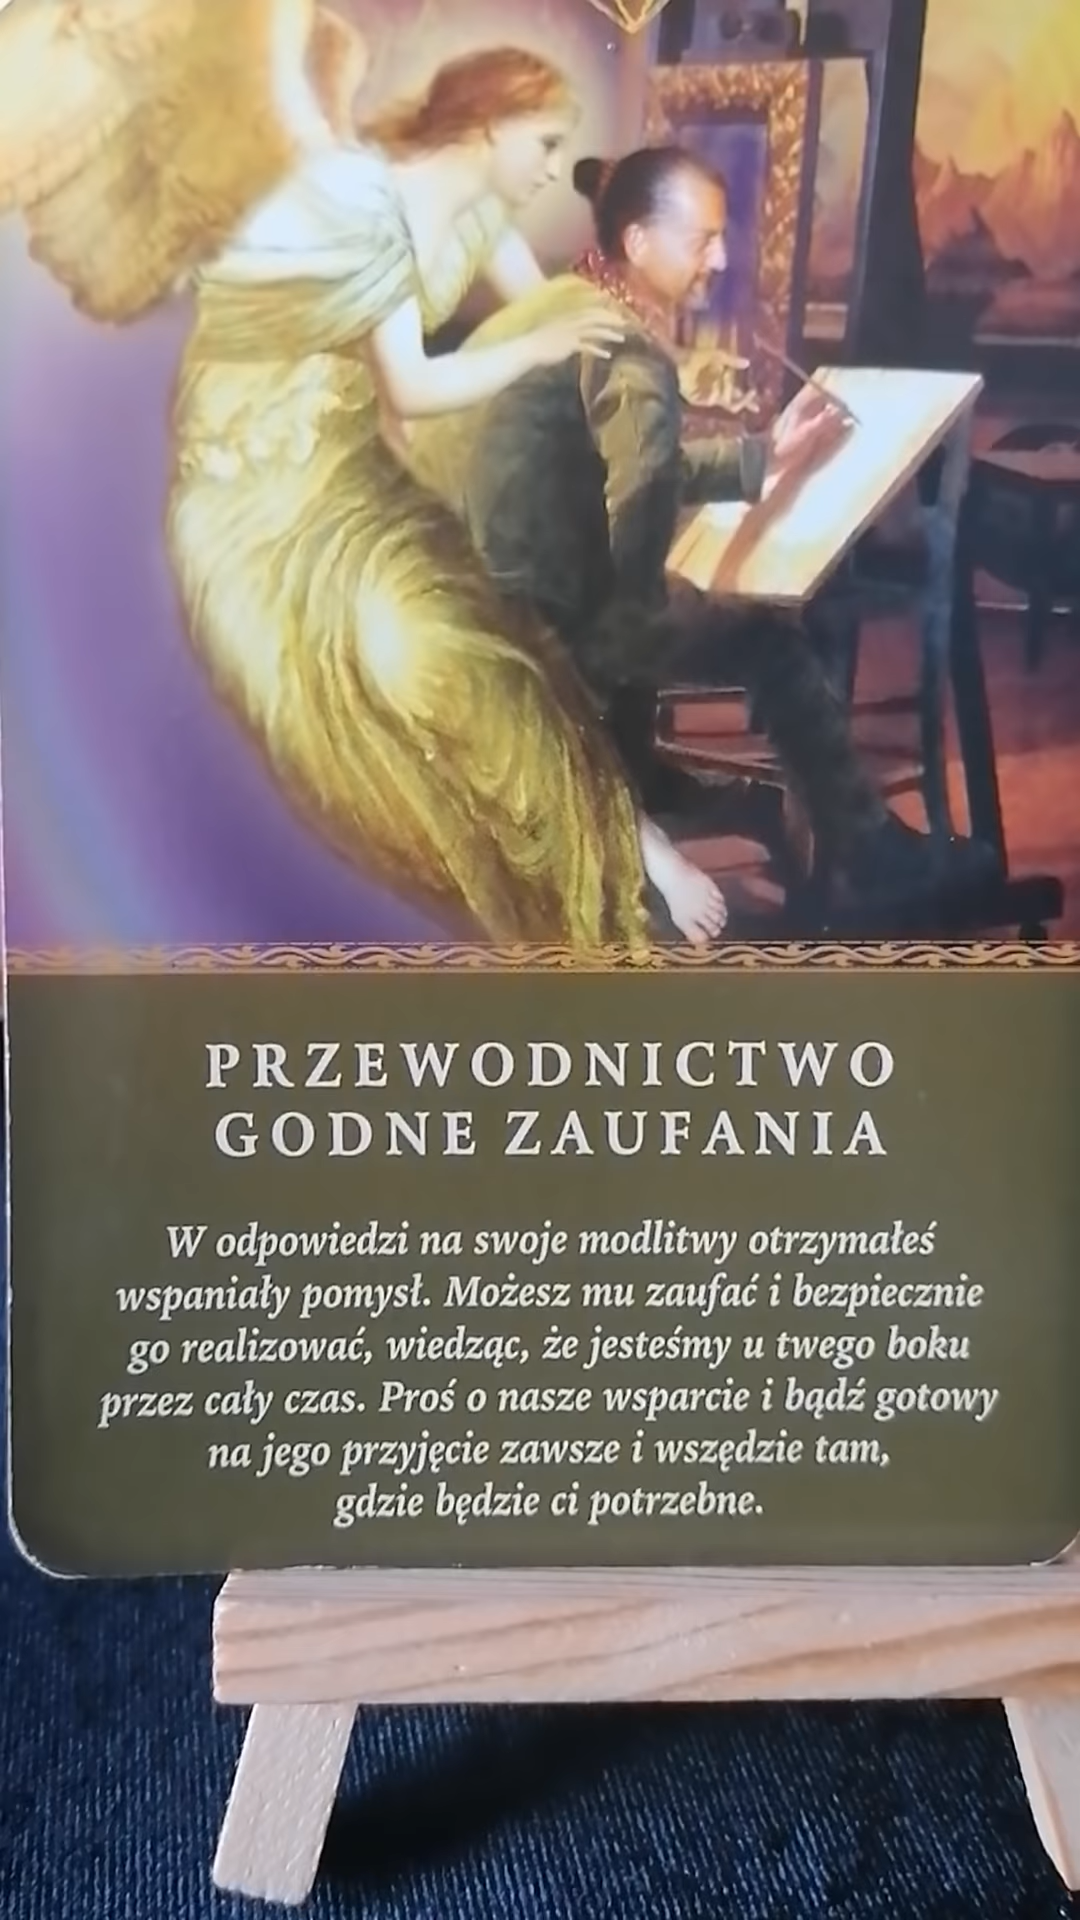 PRZEWODNICTWO
GODNE ZAUFANIA
W odpowiedzi na swoje modlitwy otrzymałeś
wspaniały pomysł. Możesz mu zaufać i bezpiecznie
go realizować, wiedząc, że jesteśmy u twego boku
przez cały czas. Proś o nasze wsparcie i bądź gotowy
na jego przyjęcie zawsze i wszędzie tam,
gdzie będzie ci potrzebne.